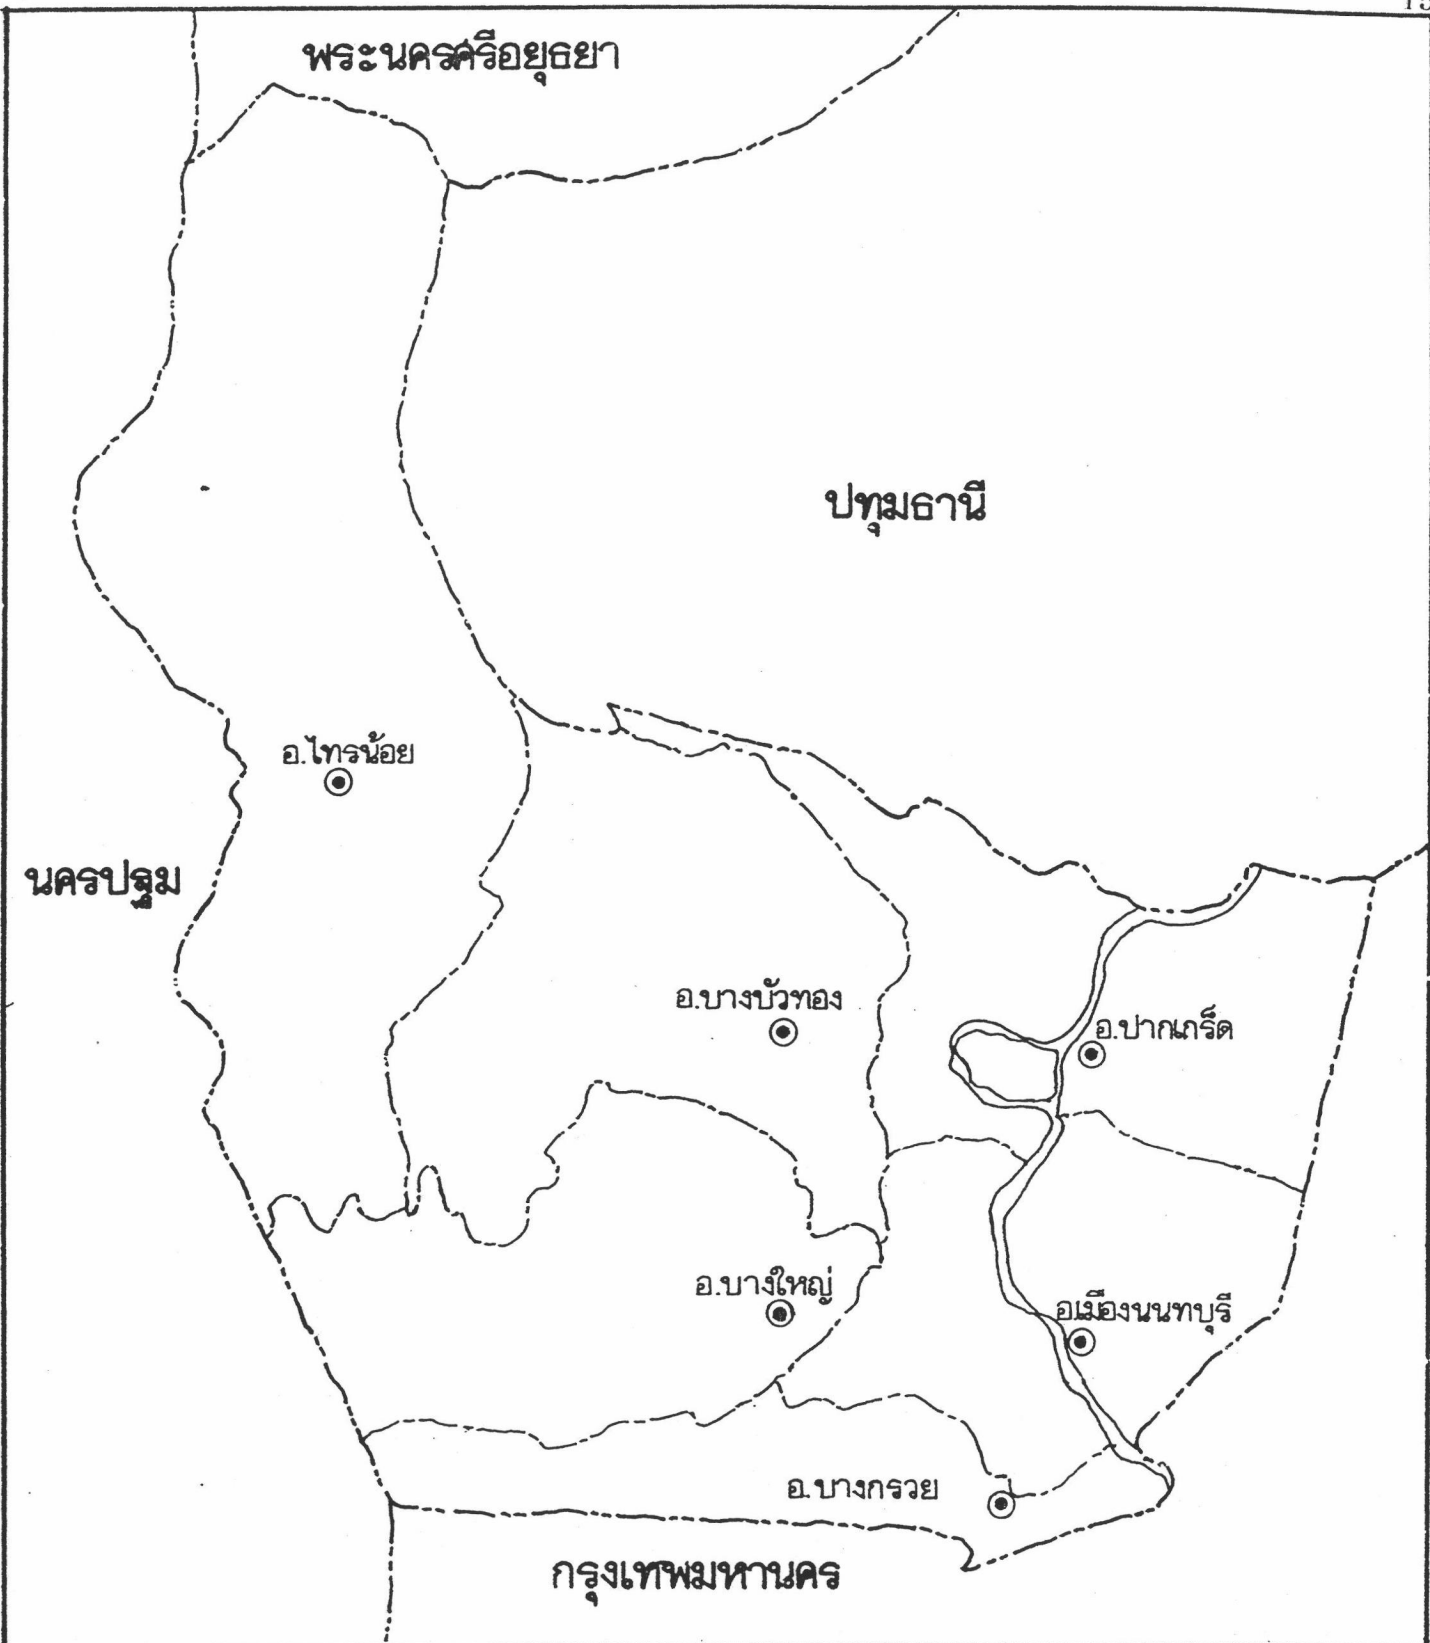 พระนครศรีอยุธยา
ปทุมธานี
อ.ไทรน้อย
นครปฐม
อ.บางบัวทอง
อ.ปากเกร็ด
อ.บางใหญ่
อ.เมืองนนทบุรี
อ.บางกรวย
กรุงเทพมหานคร